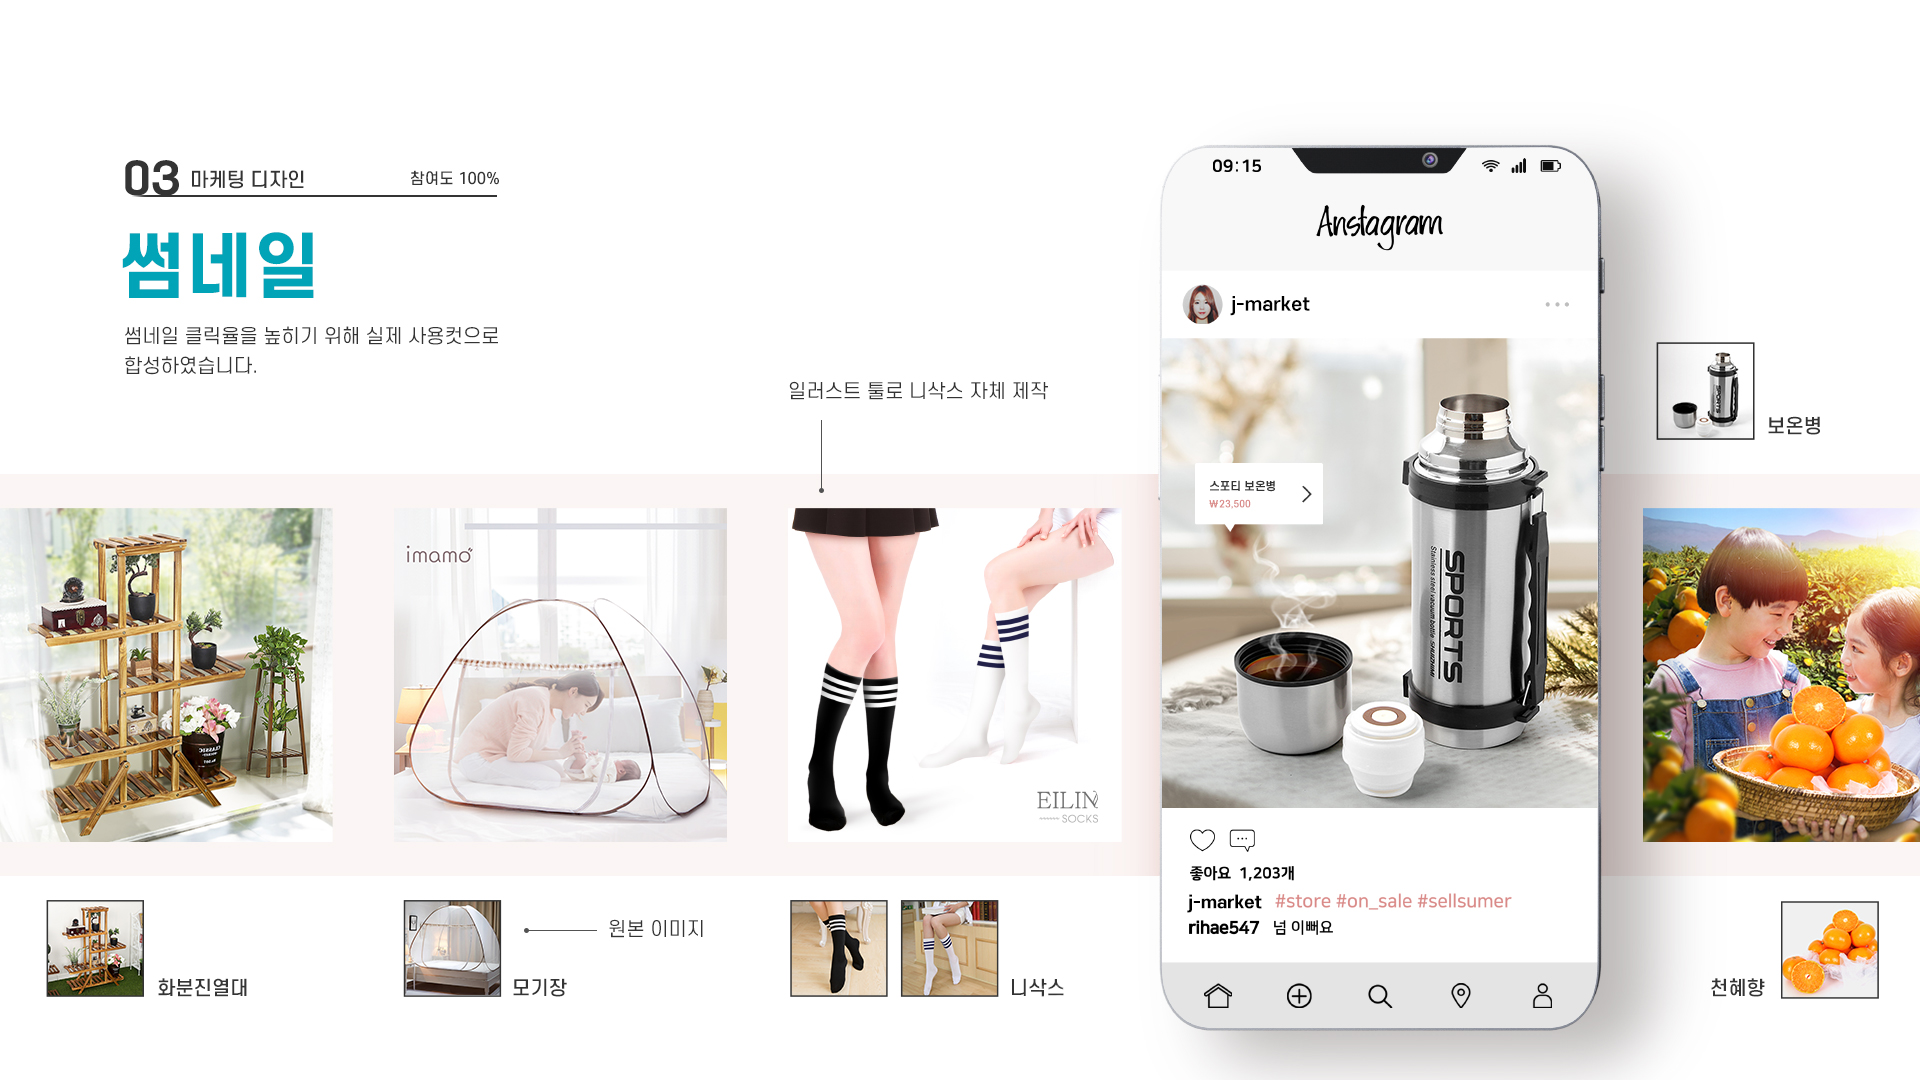 03 마케팅 디자인 참여도 100%
썸네일
썸네일 클릭율을 높히기 위해 실제 사용컷으로
합성하였습니다.
일러스트 툴로 니삭스 자체 제작
imamo
EILIN
SOCKS
화분진열대
모기장
원본 이미지
니삭스
09:15
Anstagram
j-market
스포티 보온병
₩23,500
SPORTS
Stainless steel vacuum bottle
좋아요 1,203개
j-market #store #on_sale #sellsumer
rihae547 넘 이뻐요
SPORTS
보온병
천혜향